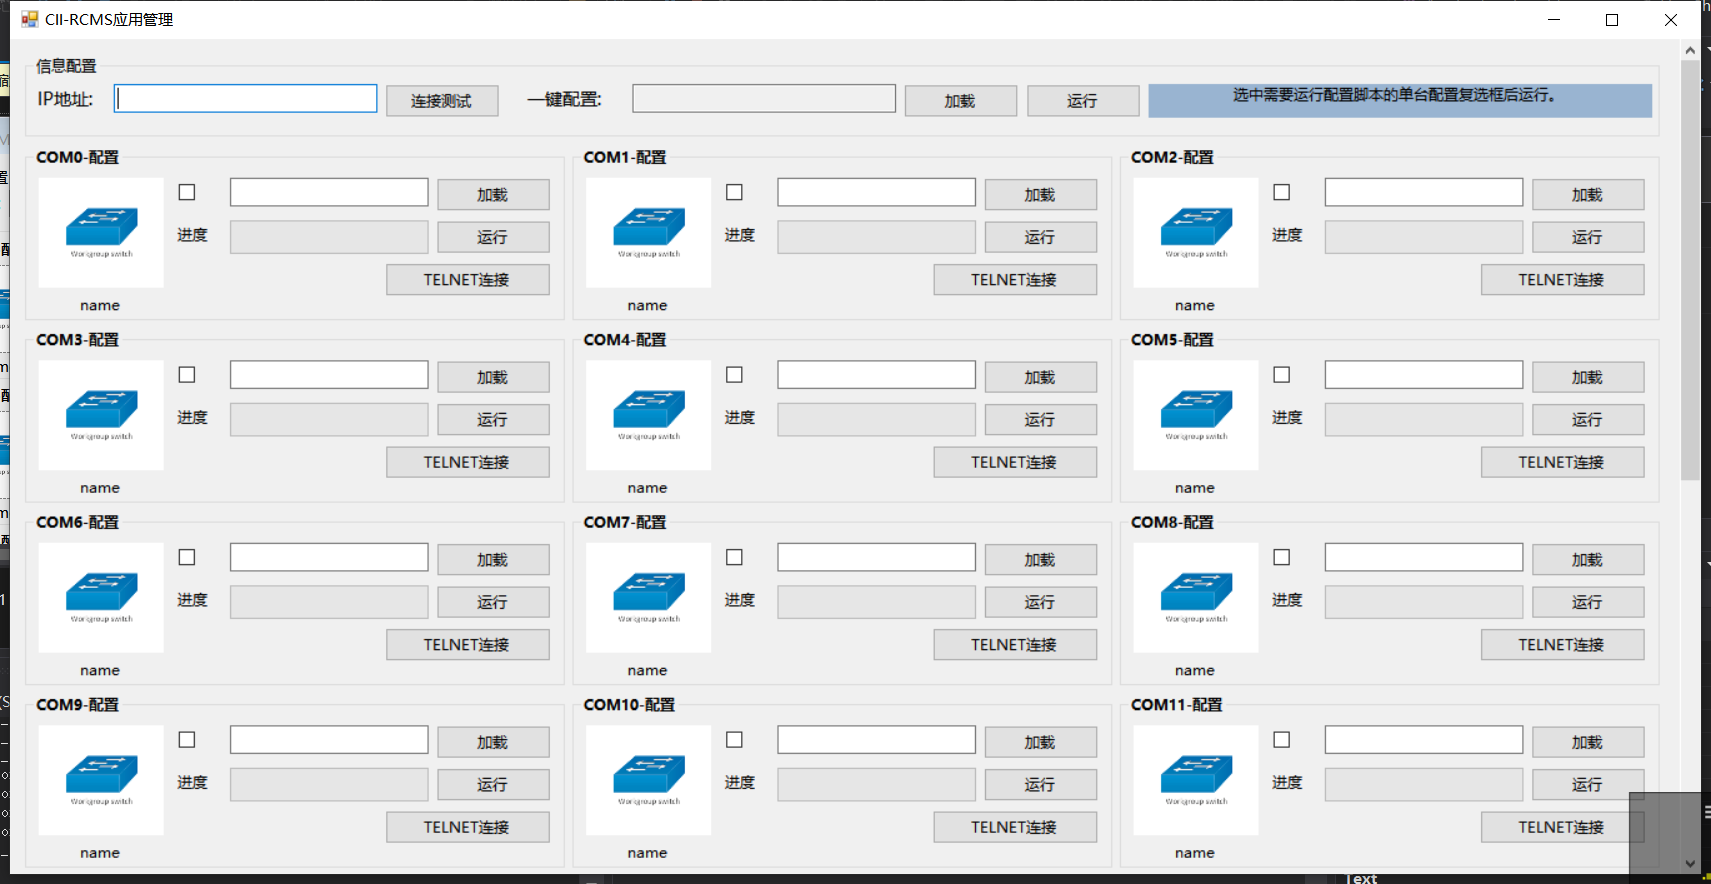 CII-RCMS应用管理
信息配置
IP地址: 连接测试 一键配置: 加载 运行 选中需要运行配置脚本的单台配置复选框后运行。
COM0-配置 COM1-配置 COM2-配置
加载 加载 加载
进度 运行 进度 运行 进度 运行
Workgroup switch Workgroup switch Workgroup switch
TELNET连接 TELNET连接 TELNET连接
name name name
COM3-配置 COM4-配置 COM5-配置
加载 加载 加载
进度 运行 进度 运行 进度 运行
Workgroup switch Workgroup switch Workgroup switch
TELNET连接 TELNET连接 TELNET连接
name name name
COM6-配置 COM7-配置 COM8-配置
加载 加载 加载
进度 运行 进度 运行 进度 运行
Workgroup switch Workgroup switch Workgroup switch
TELNET连接 TELNET连接 TELNET连接
name name name
COM9-配置 COM10-配置 COM11-配置
加载 加载 加载
进度 运行 进度 运行 进度 运行
Workgroup switch Workgroup switch Workgroup switch
TELNET连接 TELNET连接 TELNET连接
name name name
Text